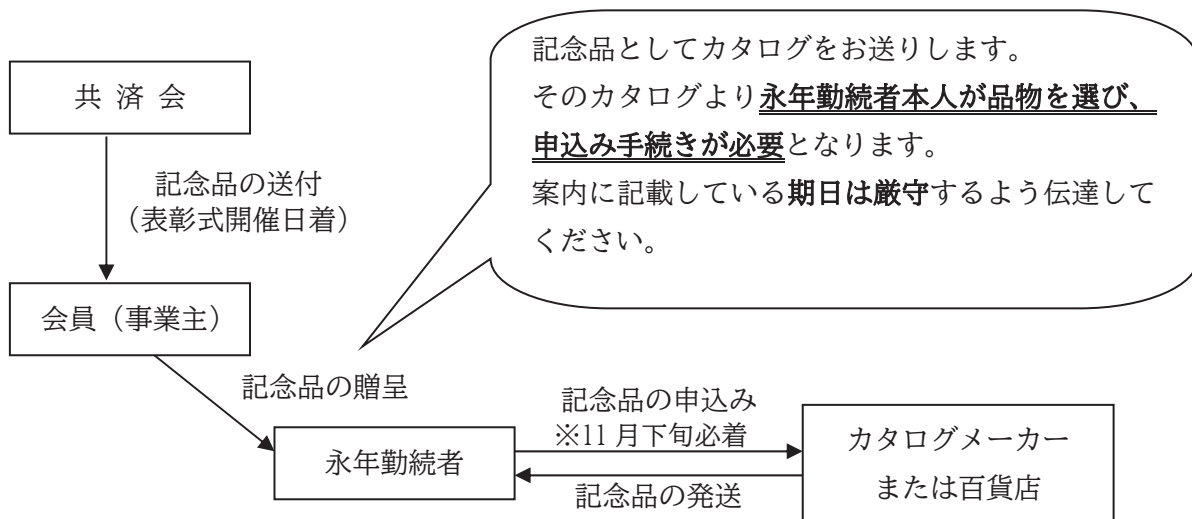 記念品としてカタログをお送りします。
そのカタログより永年勤続者本人が品物を選び、
申込み手続きが必要となります。
案内に記載している期日は厳守するよう伝達して
ください。
共 済 会
記念品の送付
（表彰式開催日着）
会員（事業主）
記念品の贈呈
永年勤続者
記念品の申込み
※11月下旬必着
記念品の発送
カタログメーカー
または百貨店